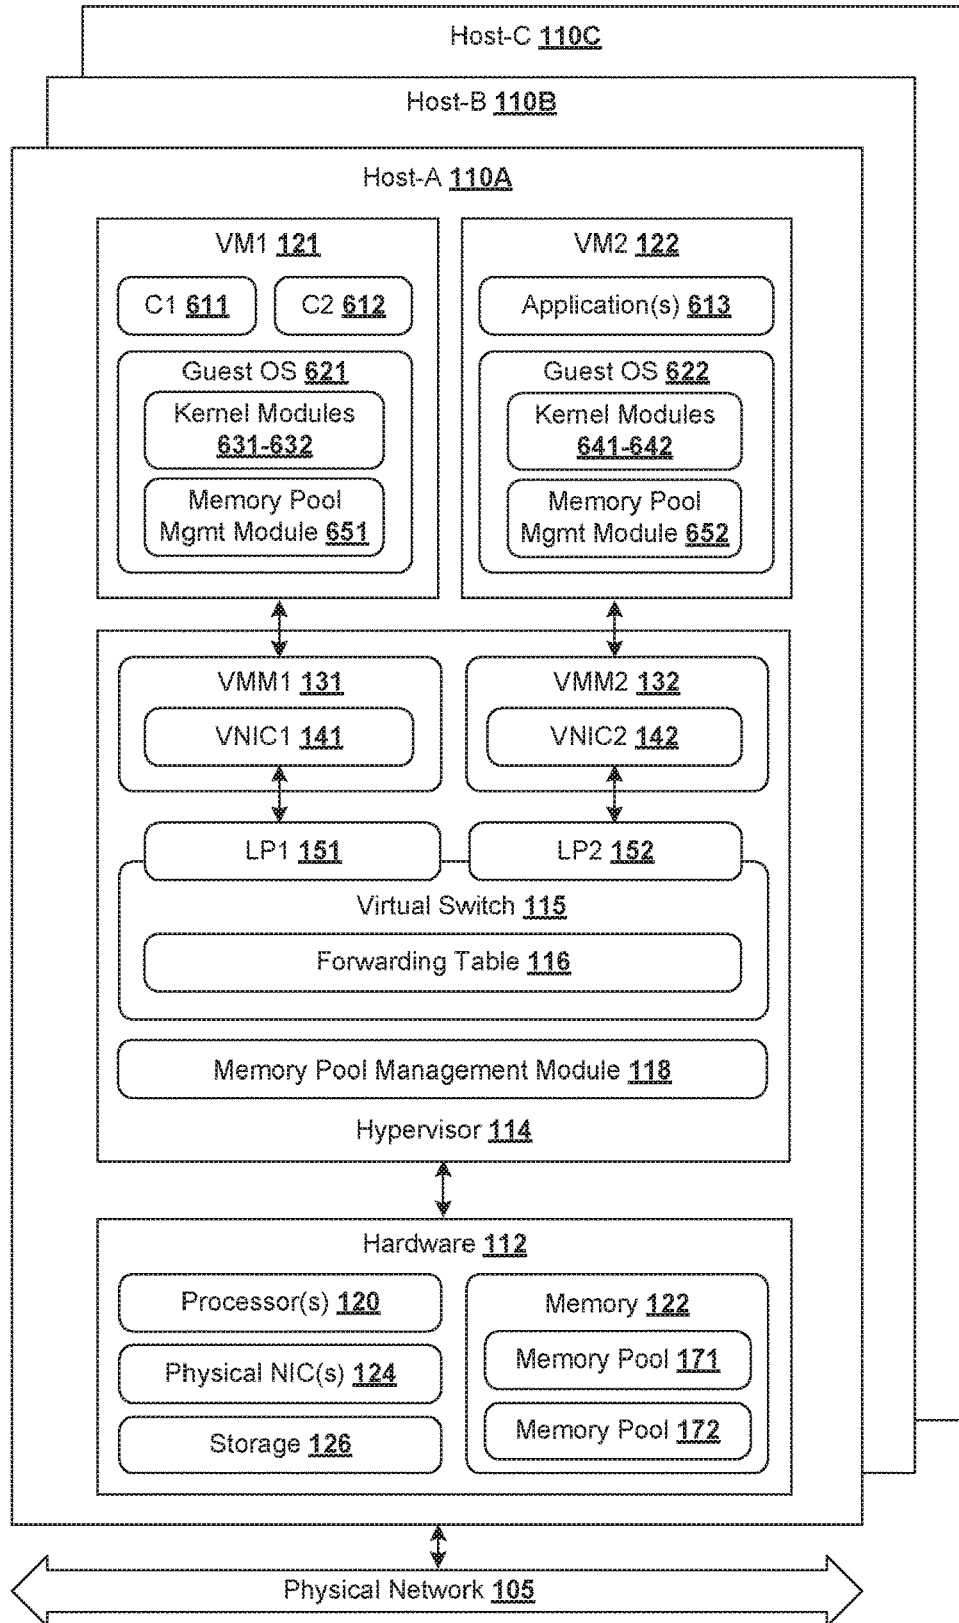 Host-C 110C
Host-B 110B
Host-A 110A
VM1 121
C1 611
C2 612
Guest OS 621
Kernel Modules
631-632
Memory Pool
Mgmt Module 651
VM2 122
Application(s) 613
Guest OS 622
Kernel Modules
641-642
Memory Pool
Mgmt Module 652
VMM1 131
VNIC1 141
VMM2 132
VNIC2 142
LP1 151
LP2 152
Virtual Switch 115
Forwarding Table 116
Memory Pool Management Module 118
Hypervisor 114
Hardware 112
Processor(s) 120
Physical NIC(s) 124
Storage 126
Memory 122
Memory Pool 171
Memory Pool 172
Physical Network 105